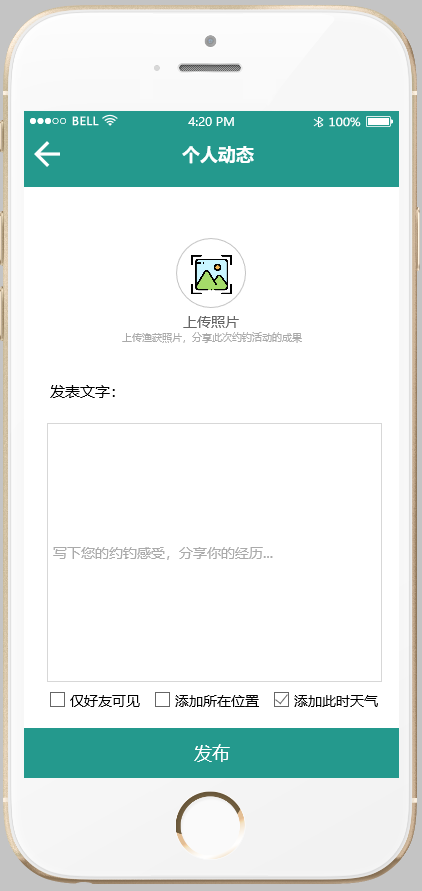 BELL 4:20 PM 100%
个人动态
上传照片
上传渔获照片，分享此次约钓活动的成果
发表文字：
写下您的约钓感受，分享你的经历...
仅好友可见 添加所在位置 添加此时天气
发布